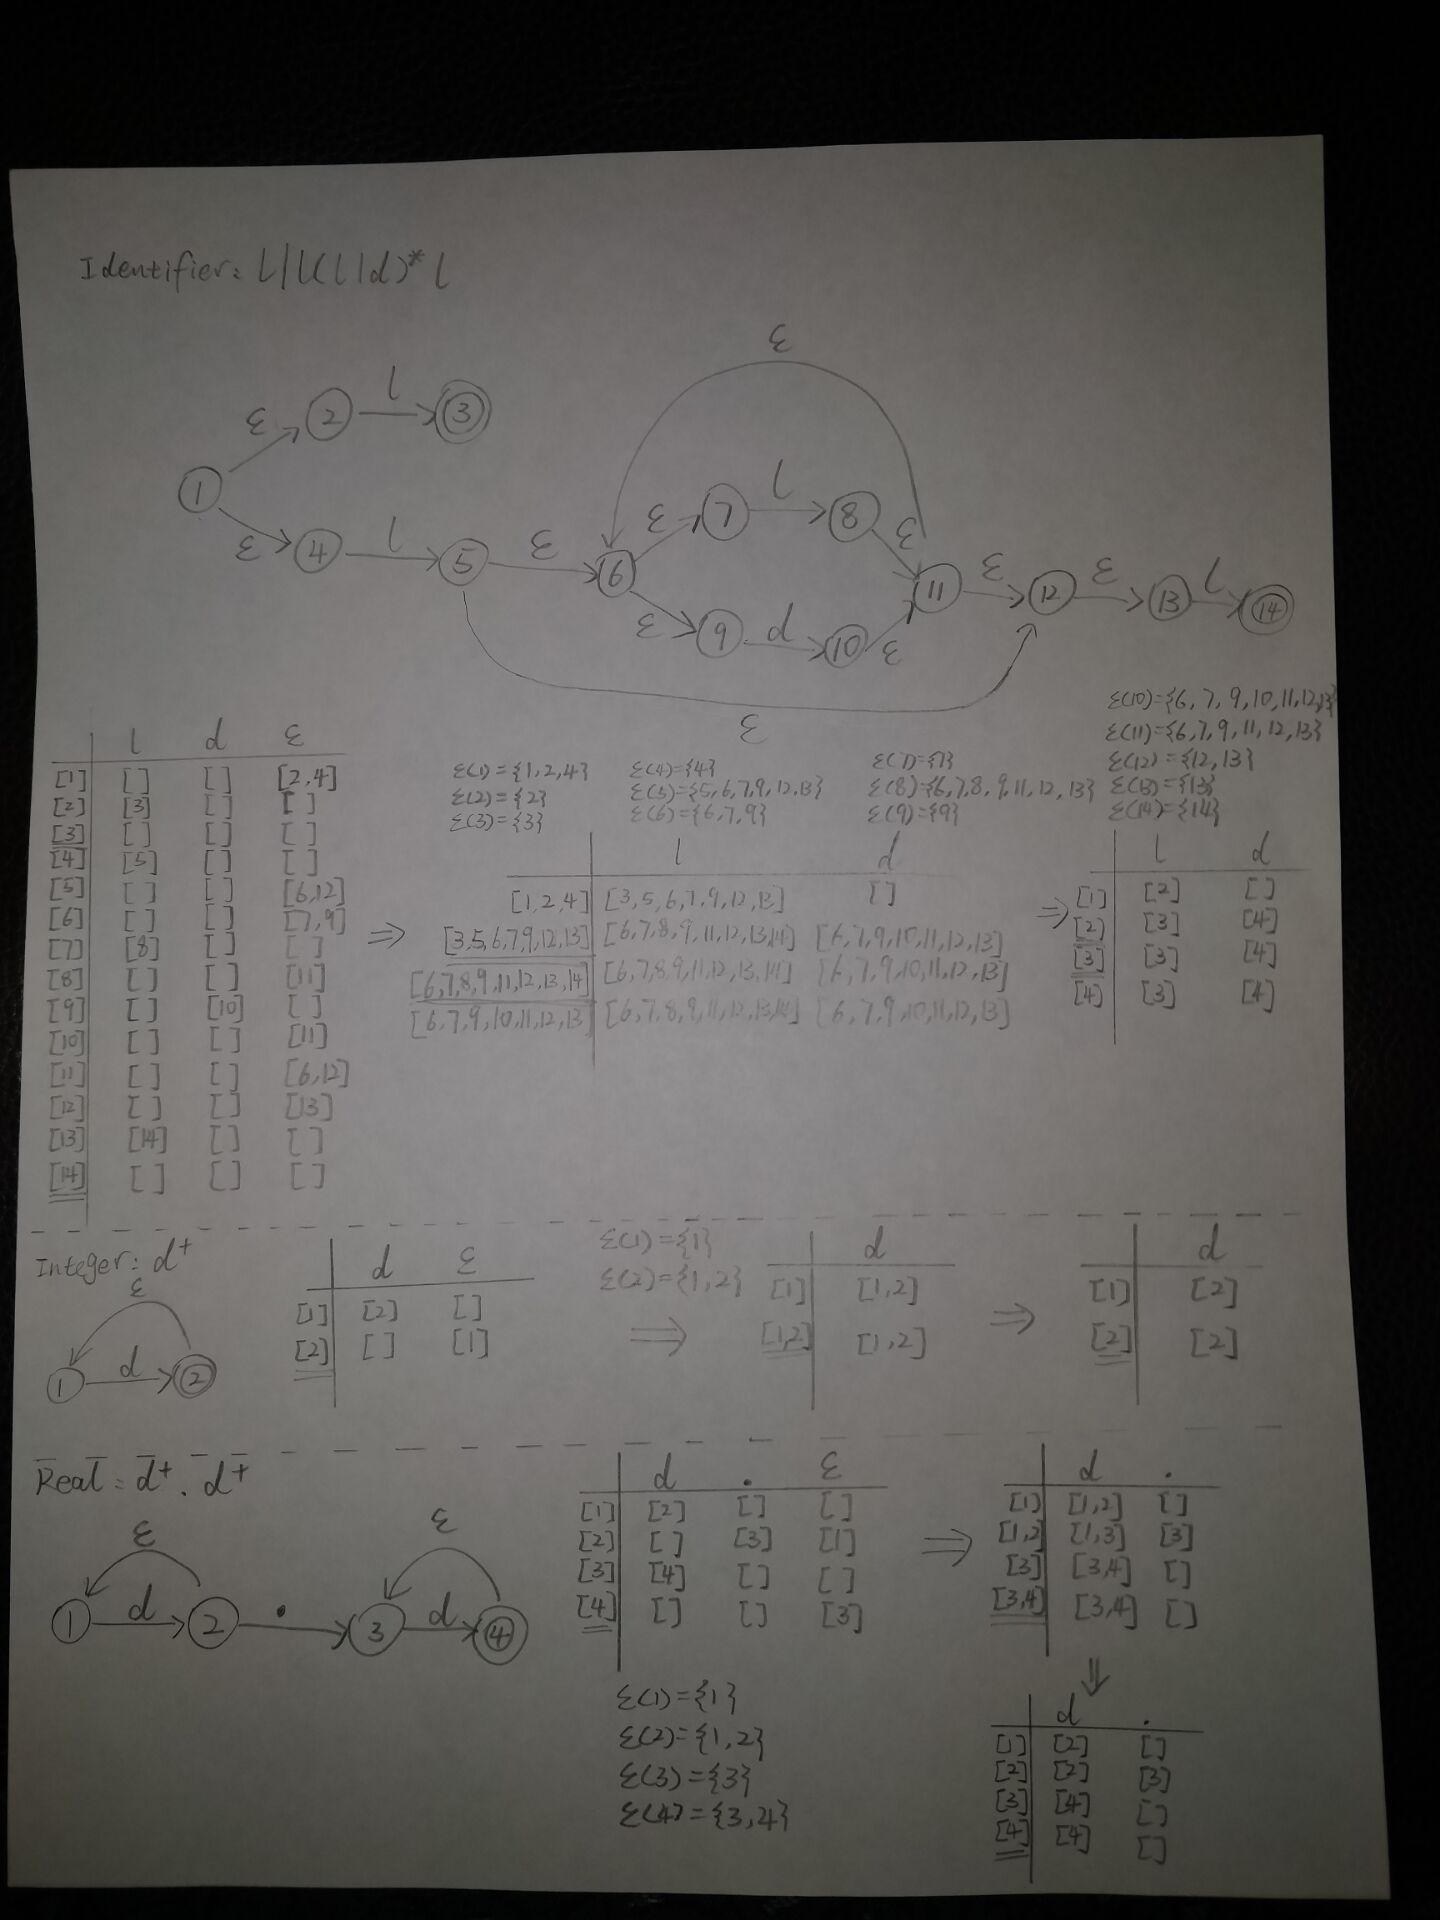 Identifier: l|l(l|d)* l
ε
l
ε 2 3
1
l ε
7 8
ε l ε ε
4 5 6 11 ε 12 ε 13 l 14
ε 9 d 10 ε
ε
ε(10)={6, 7, 9, 10, 11, 12, 13}
ε(11)={6, 7, 9, 11, 12, 13}
ε(12)={12, 13}
ε(13)={13}
ε(14)={14}
ε(1)={1, 2, 4} ε(4)={4} ε(7)={7}
ε(2)={2} ε(5)={5, 6, 7, 9, 12, 13} ε(8)={6, 7, 8, 9, 11, 12, 13}
ε(3)={3} ε(6)={6, 7, 9} ε(9)={9}
l d ε
[1] [ ] [ ] [2,4]
[2] [3] [ ] [ ]
[3] [ ] [ ] [ ]
[4] [5] [ ] [ ]
[5] [ ] [ ] [6,12]
[6] [ ] [ ] [7,9]
[7] [8] [ ] [ ]
[8] [ ] [ ] [11]
[9] [ ] [10] [ ]
[10] [ ] [ ] [11]
[11] [ ] [ ] [6,12]
[12] [ ] [ ] [13]
[13] [14] [ ] [ ]
[14] [ ] [ ] [ ]
⇒
l d
[1,2,4] [3,5,6,7,9,12,13] [ ]
[3,5,6,7,9,12,13] [6,7,8,9,11,12,13,14] [6,7,9,10,11,12,13]
[6,7,8,9,11,12,13,14] [6,7,8,9,11,12,13,14] [6,7,9,10,11,12,13]
[6,7,9,10,11,12,13] [6,7,8,9,11,12,13,14] [6,7,9,10,11,12,13]
⇒
l d
[1] [2] [ ]
[2] [3] [4]
[3] [3] [4]
[4] [3] [4]
Integer: d+
ε
1 d 2
d ε
[1] [2] [ ]
[2] [ ] [1]
ε(1)={1}
ε(2)={1,2}
⇒
d
[1] [1,2]
[1,2] [1,2]
⇒
d
[1] [2]
[2] [2]
Real: d+ . d+
ε ε
1 d 2 . 3 d 4
d . ε
[1] [2] [ ] [ ]
[2] [ ] [3] [1]
[3] [4] [ ] [ ]
[4] [ ] [ ] [3]
ε(1)={1}
ε(2)={1,2}
ε(3)={3}
ε(4)={3,4}
⇒
d .
[1] [1,2] [ ]
[1,2] [1,3] [3]
[3] [3,4] [ ]
[3,4] [3,4] [ ]
⇓
d .
[1] [2] [ ]
[2] [2] [3]
[3] [4] [ ]
[4] [4] [ ]